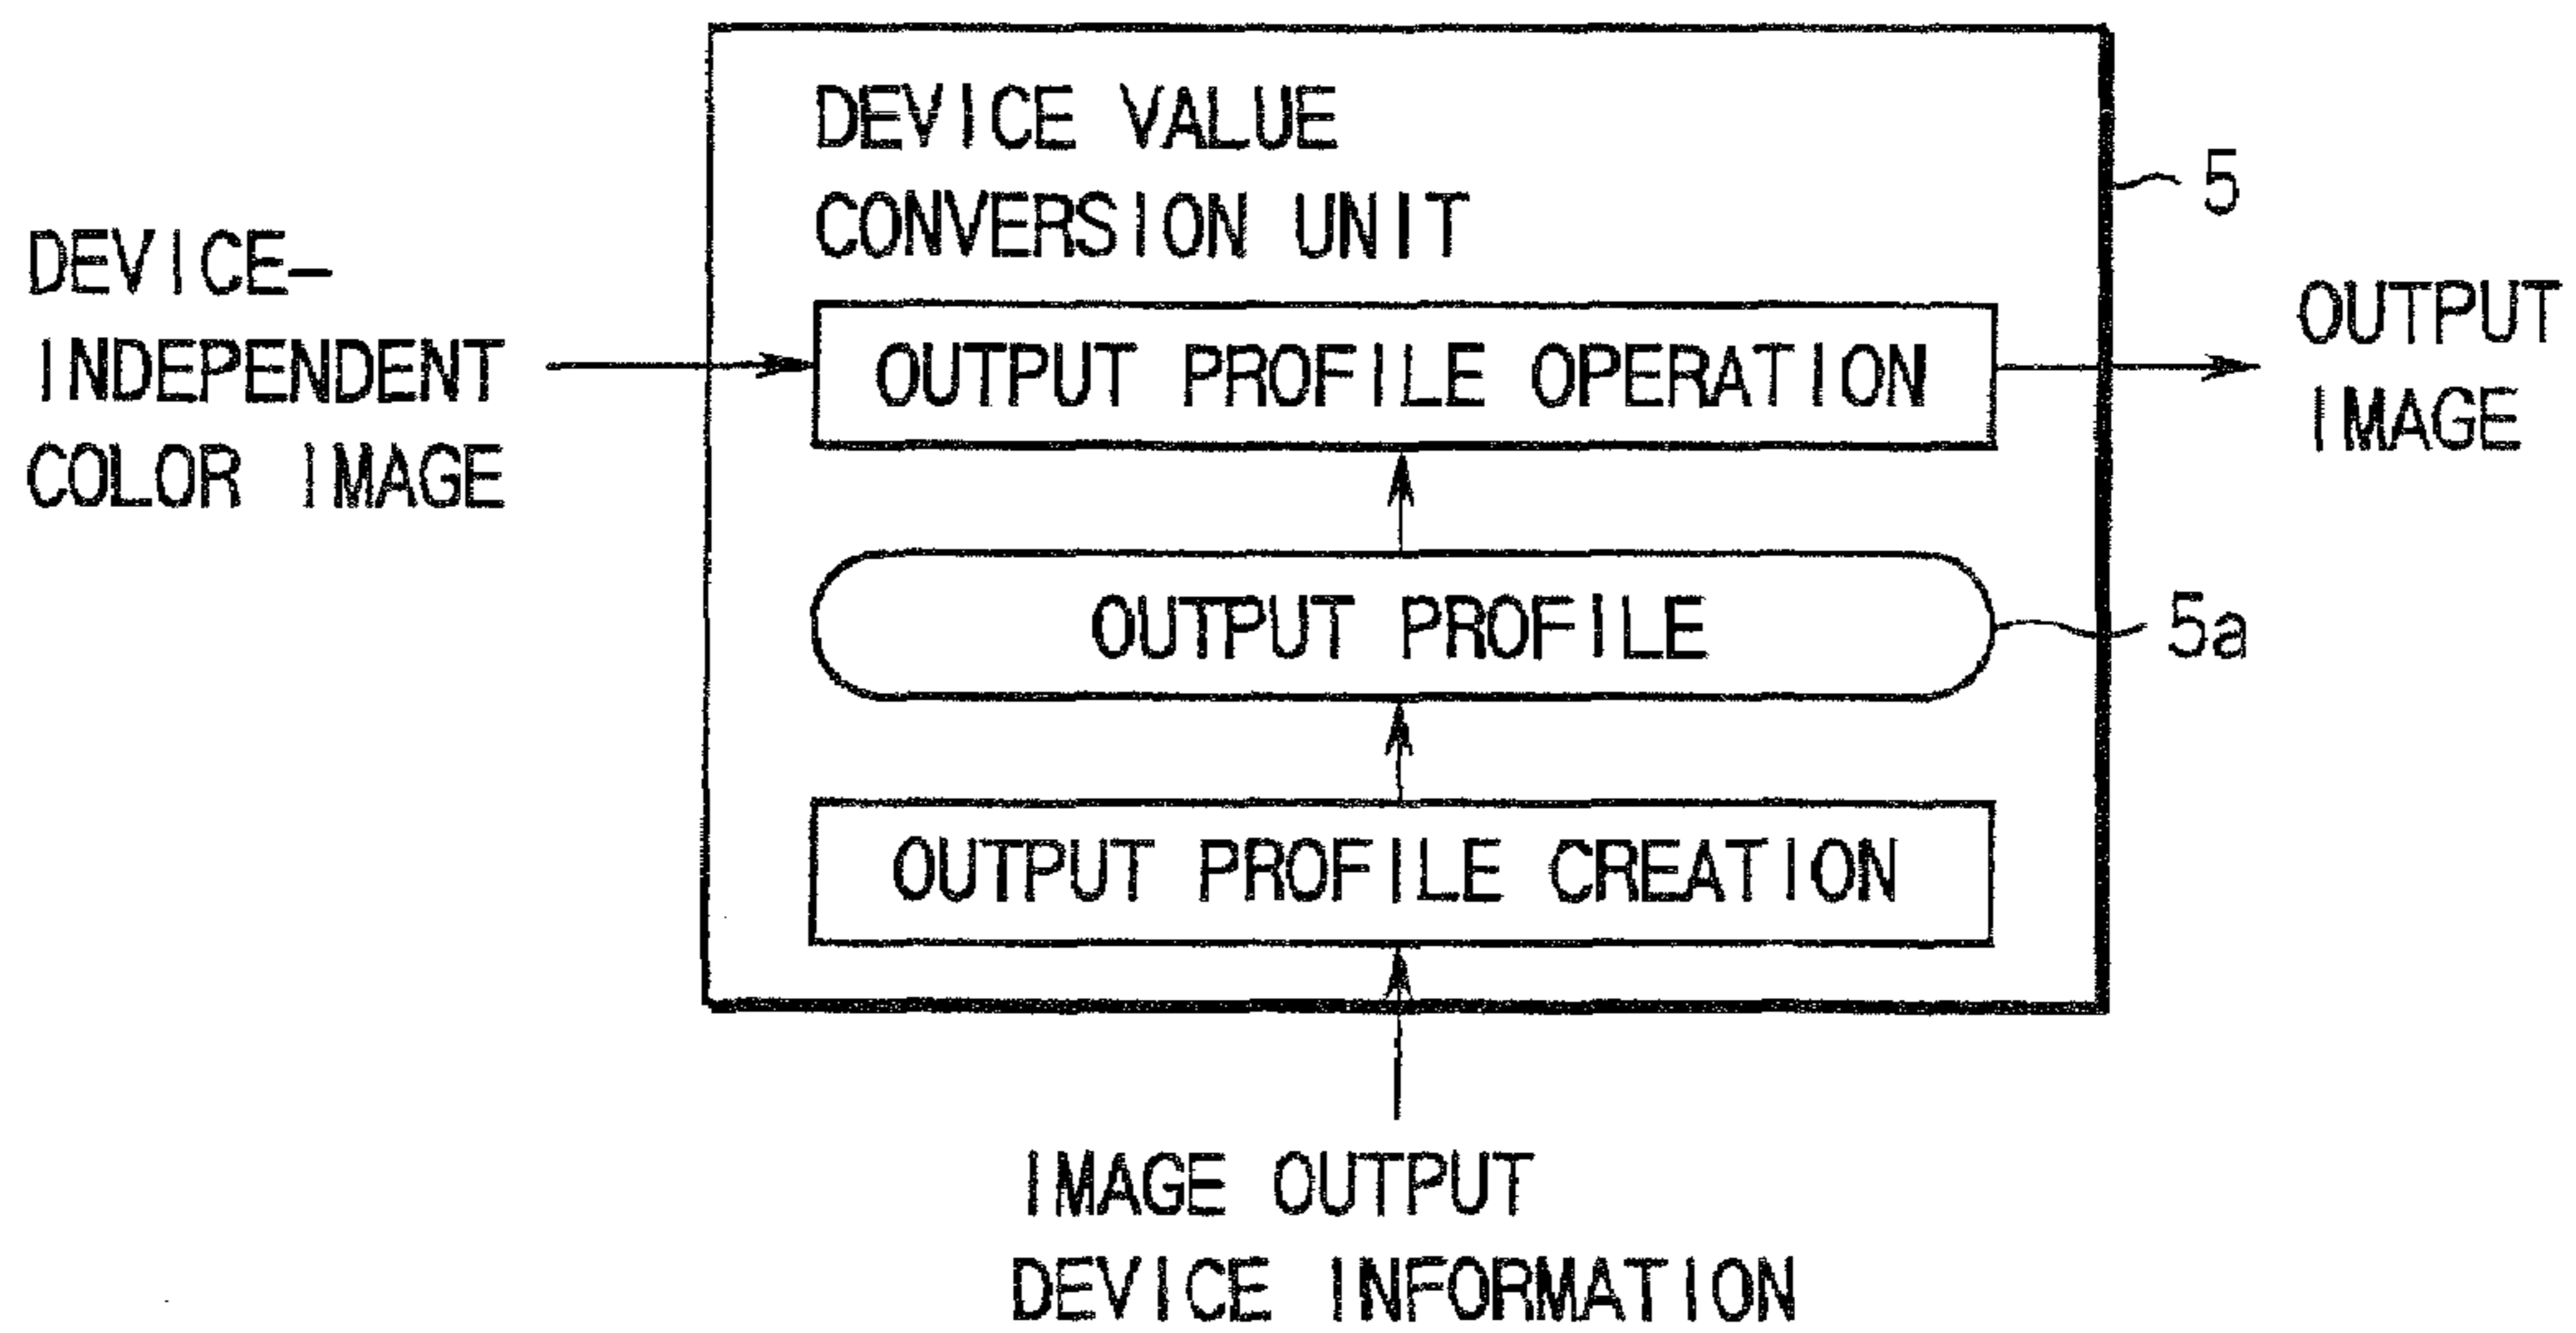 DEVICE VALUE
CONVERSION UNIT
5
DEVICE-
INDEPENDENT
COLOR IMAGE
OUTPUT PROFILE OPERATION
OUTPUT
IMAGE
OUTPUT PROFILE
5a
OUTPUT PROFILE CREATION
IMAGE OUTPUT
DEVICE INFORMATION